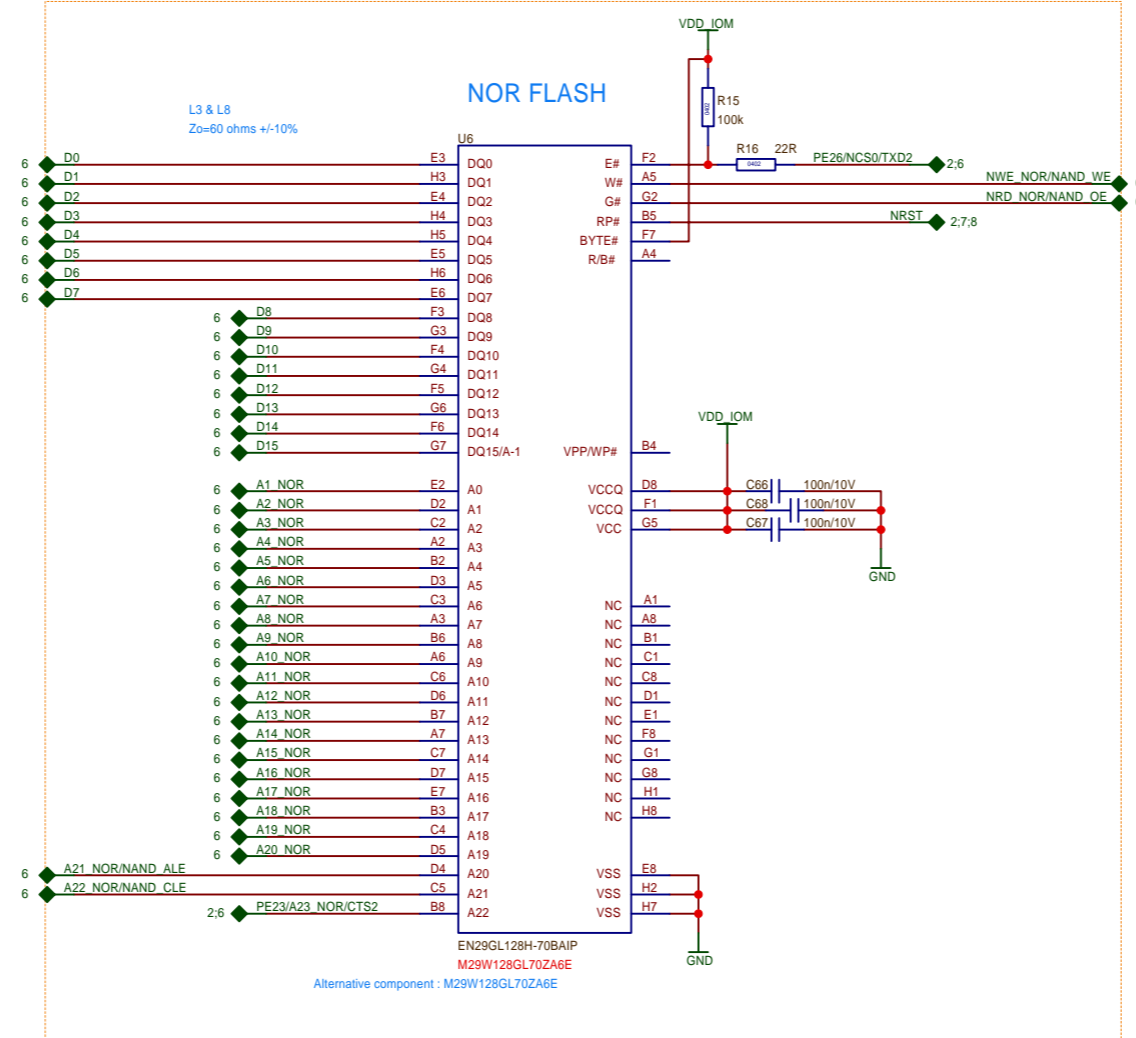 VDD_IOM
NOR FLASH
L3 & L8
Zo=60 ohms +/-10%
R15
0402
100k
U6
R16 22R
0402
6 D0 E3 DQ0 E# F2 PE26/NCS0/TXD2 2;6
6 D1 H3 DQ1 W# A5 NWE_NOR/NAND_WE
6 D2 E4 DQ2 G# G2 NRD_NOR/NAND_OE
6 D3 H4 DQ3 RP# B5 NRST 2;7;8
6 D4 H5 DQ4 BYTE# F7
6 D5 E5 DQ5 R/B# A4
6 D6 H6 DQ6
6 D7 E6 DQ7
6 D8 F3 DQ8
6 D9 G3 DQ9
6 D10 F4 DQ10
6 D11 G4 DQ11
6 D12 F5 DQ12
6 D13 G6 DQ13
VDD_IOM
6 D14 F6 DQ14
6 D15 G7 DQ15/A-1 VPP/WP# B4
6 A1_NOR E2 A0 VCCQ D8 C66 100n/10V
6 A2_NOR D2 A1 VCCQ F1 C68 100n/10V
6 A3_NOR C2 A2 VCC G5 C67 100n/10V
6 A4_NOR A2 A3
6 A5_NOR B2 A4
GND
6 A6_NOR D3 A5
6 A7_NOR C3 A6 NC A1
6 A8_NOR A3 A7 NC A8
6 A9_NOR B6 A8 NC B1
6 A10_NOR A6 A9 NC C1
6 A11_NOR C6 A10 NC C8
6 A12_NOR D6 A11 NC D1
6 A13_NOR B7 A12 NC E1
6 A14_NOR A7 A13 NC F8
6 A15_NOR C7 A14 NC G1
6 A16_NOR D7 A15 NC G8
6 A17_NOR E7 A16 NC H1
6 A18_NOR B3 A17 NC H8
6 A19_NOR C4 A18
6 A20_NOR D5 A19
6 A21_NOR/NAND_ALE D4 A20 VSS E8
6 A22_NOR/NAND_CLE C5 A21 VSS H2
2;6 PE23/A23_NOR/CTS2 B8 A22 VSS H7
EN29GL128H-70BAIP
GND
M29W128GL70ZA6E
Alternative component : M29W128GL70ZA6E